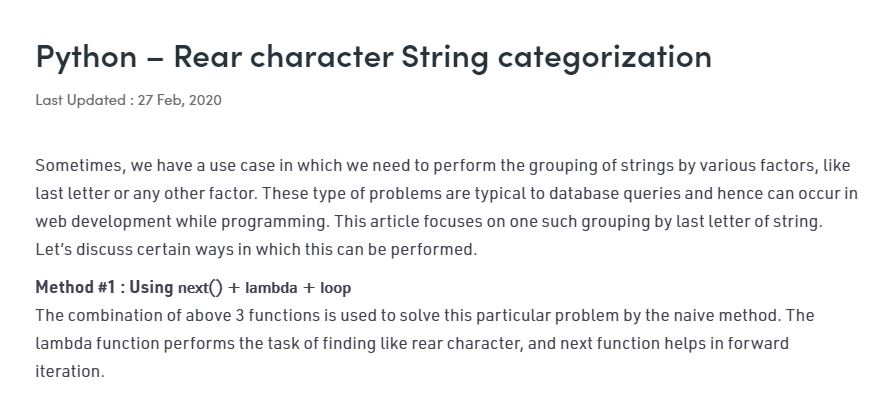 Python – Rear character String categorization
Last Updated : 27 Feb, 2020
Sometimes, we have a use case in which we need to perform the grouping of strings by various factors, like
last letter or any other factor. These type of problems are typical to database queries and hence can occur in
web development while programming. This article focuses on one such grouping by last letter of string.
Let’s discuss certain ways in which this can be performed.
Method #1 : Using next() + lambda + loop
The combination of above 3 functions is used to solve this particular problem by the naive method. The
lambda function performs the task of finding like rear character, and next function helps in forward
iteration.